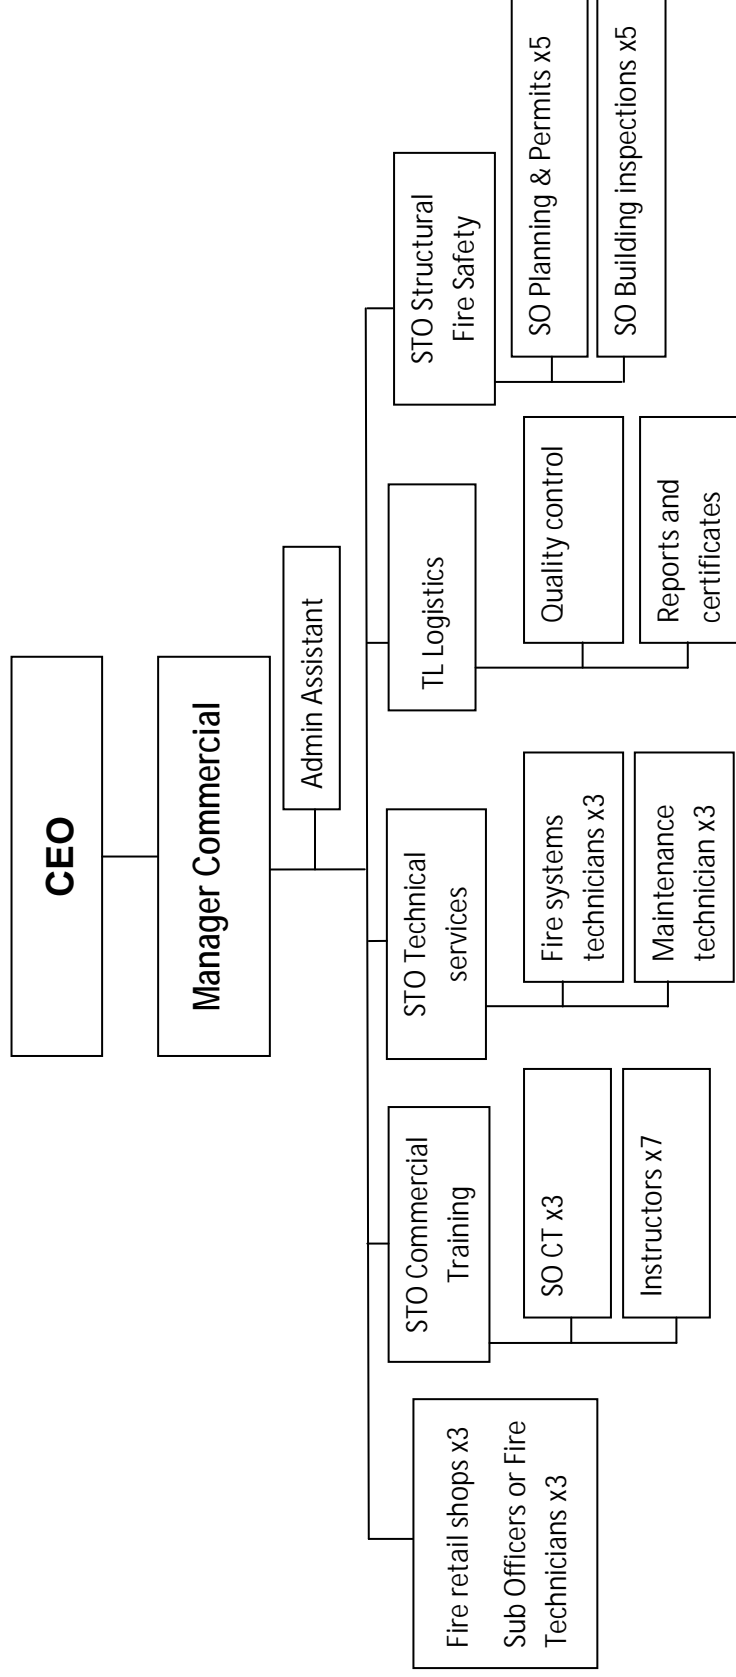 CEO
Manager Commercial
Admin Assistant
Fire retail shops x3
Sub Officers or Fire
Technicians x3
STO Commercial
Training
SO CT x3
Instructors x7
STO Technical
services
Fire systems
technicians x3
Maintenance
technician x3
TL Logistics
Quality control
Reports and
certificates
STO Structural
Fire Safety
SO Planning & Permits x5
SO Building inspections x5